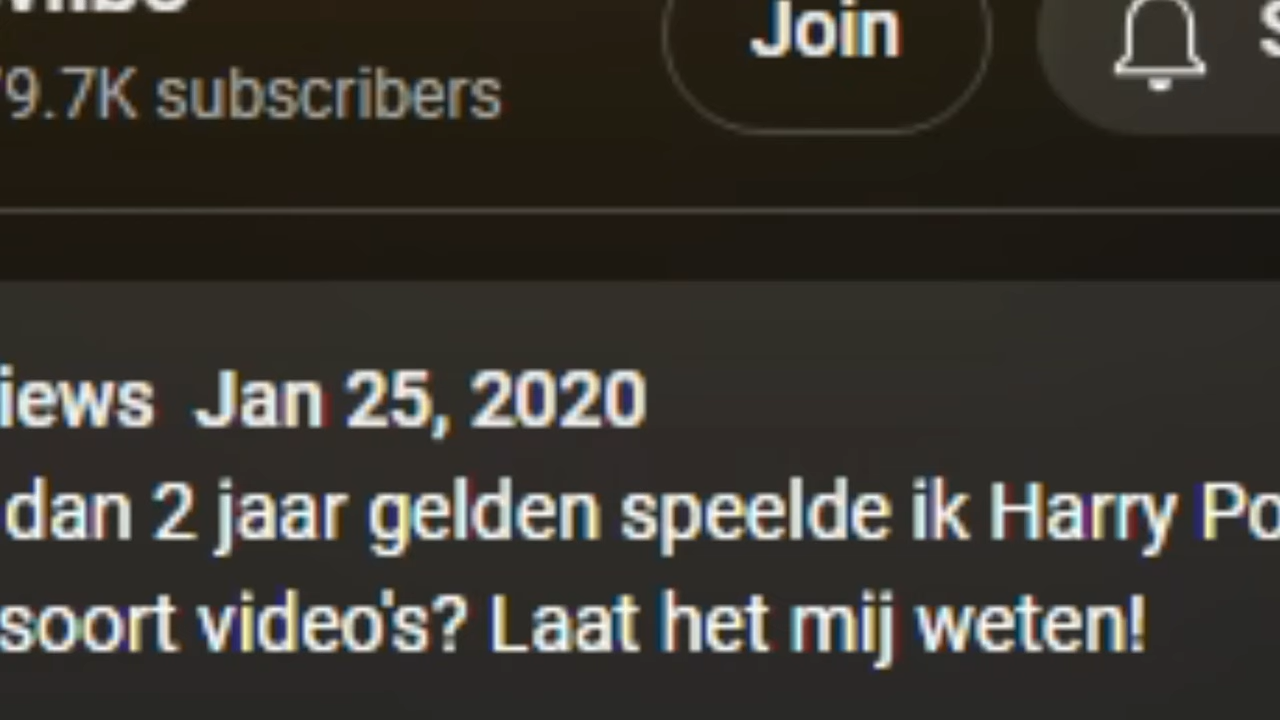 Join
9.7K subscribers
iews Jan 25, 2020
dan 2 jaar gelden speelde ik Harry Po
soort video's? Laat het mij weten!